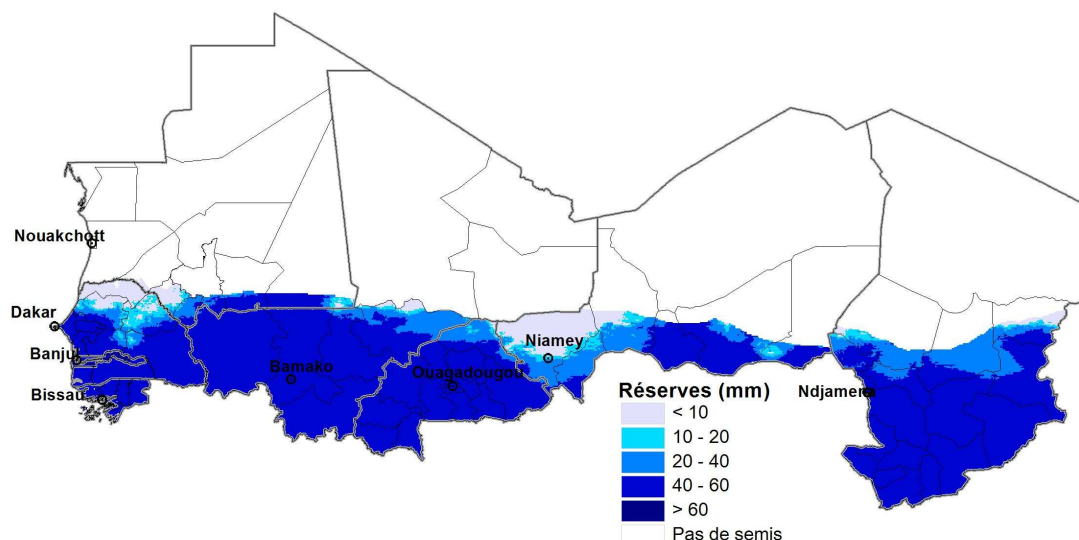 Nouakchott
Dakar
Banjul
Bissau
Bamako
Ouagadougou
Niamey
Ndjamena
Réserves (mm)
< 10
10 - 20
20 - 40
40 - 60
> 60
Pas de semis